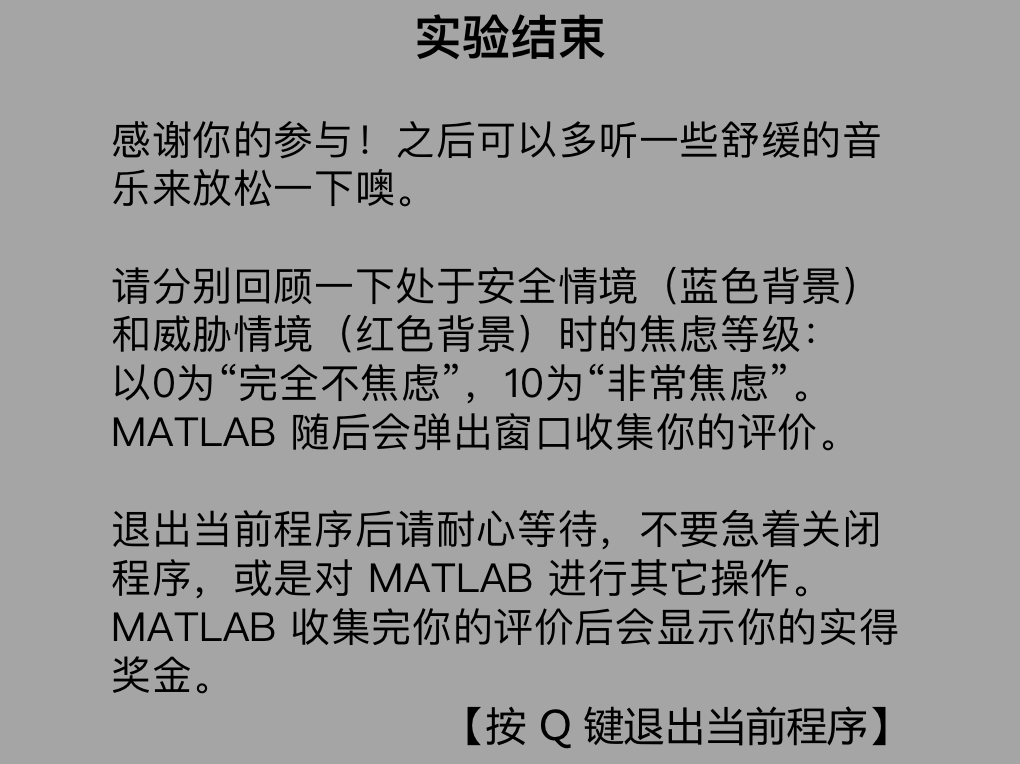 实验结束
感谢你的参与！之后可以多听一些舒缓的音
乐来放松一下噢。
请分别回顾一下处于安全情境（蓝色背景）
和威胁情境（红色背景）时的焦虑等级：
以0为“完全不焦虑”，10为“非常焦虑”。
MATLAB 随后会弹出窗口收集你的评价。
退出当前程序后请耐心等待，不要急着关闭
程序，或是对 MATLAB 进行其它操作。
MATLAB 收集完你的评价后会显示你的实得
奖金。
【按 Q 键退出当前程序】